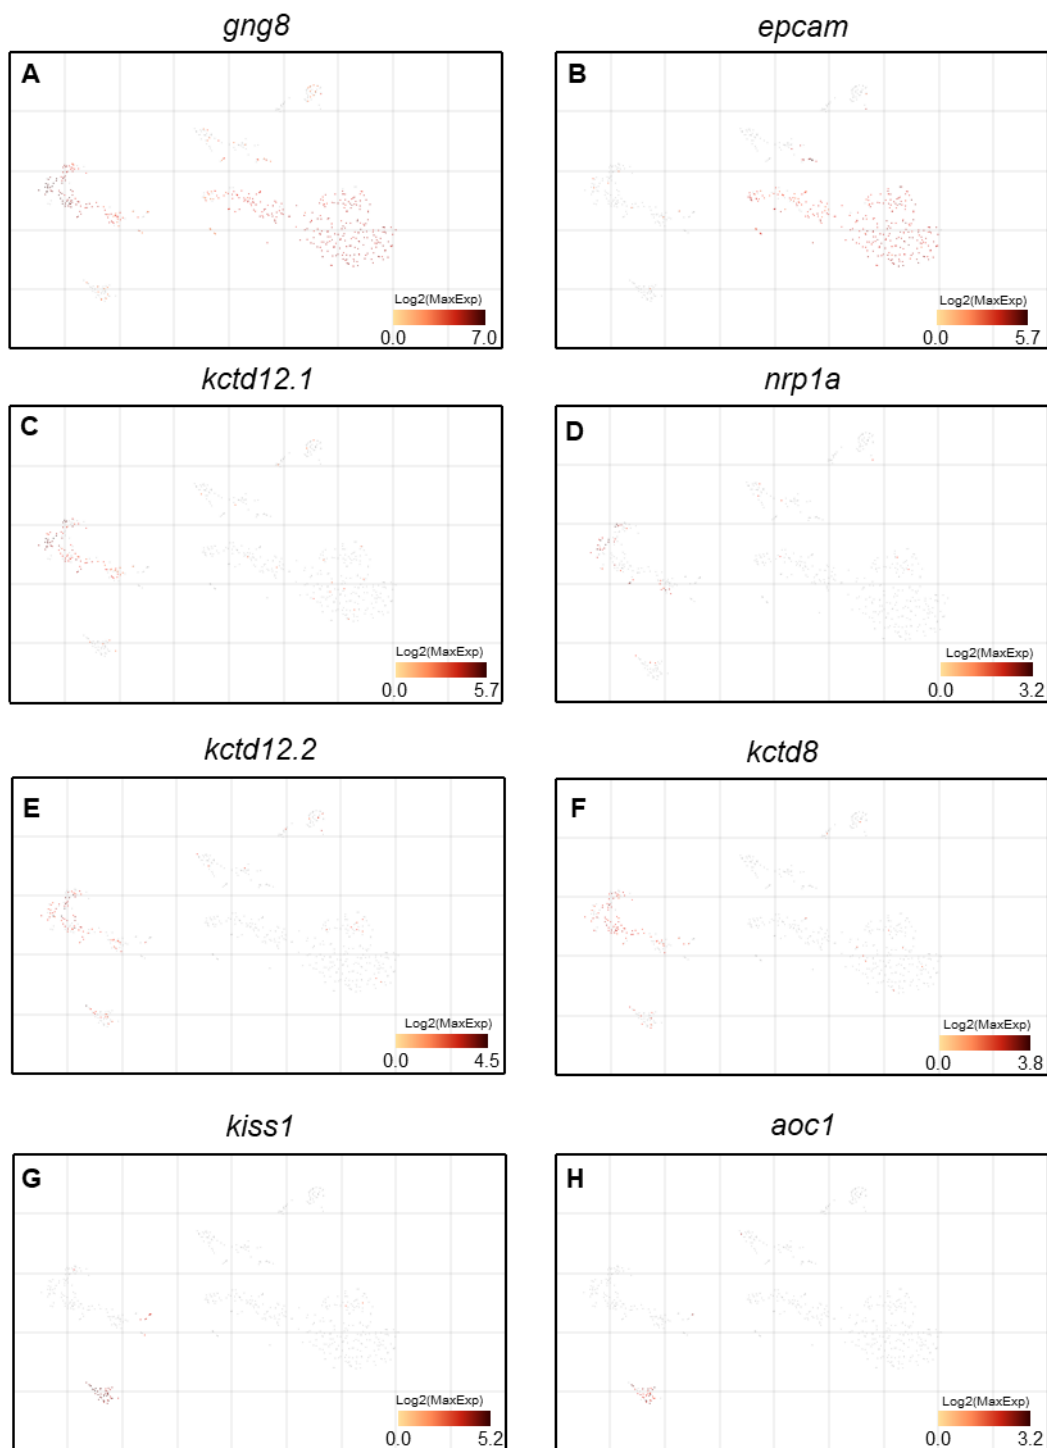 gng8
epcam
A
B
Log2(MaxExp)
0.0 7.0
Log2(MaxExp)
0.0 5.7
kctd12.1
nrp1a
C
D
Log2(MaxExp)
0.0 5.7
Log2(MaxExp)
0.0 3.2
kctd12.2
kctd8
E
F
Log2(MaxExp)
0.0 4.5
Log2(MaxExp)
0.0 3.8
kiss1
aoc1
G
H
Log2(MaxExp)
0.0 5.2
Log2(MaxExp)
0.0 3.2